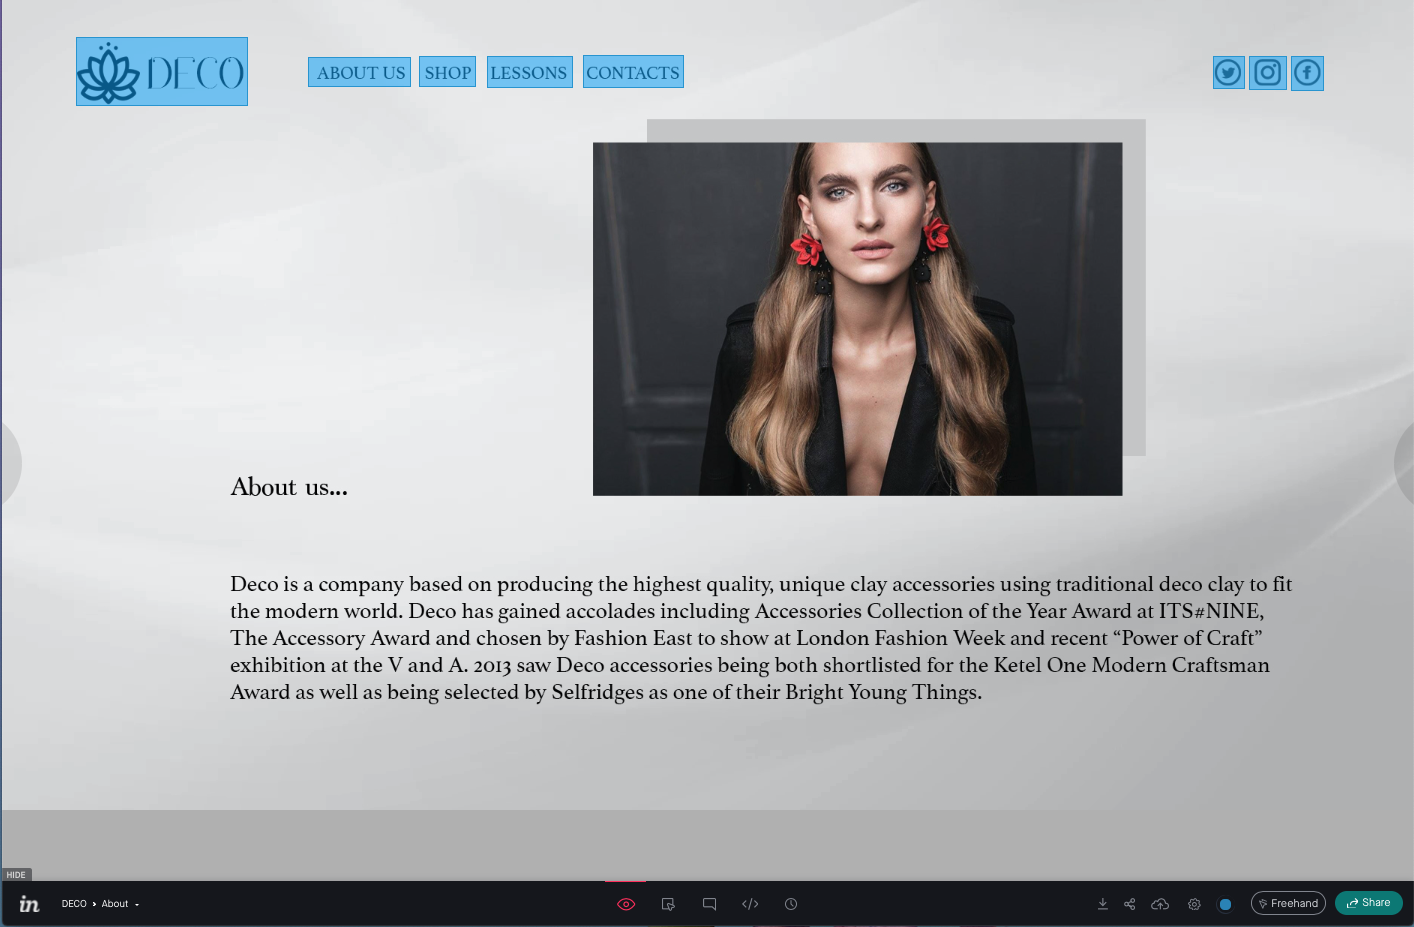 DECO
ABOUT US SHOP LESSONS CONTACTS
About us...
Deco is a company based on producing the highest quality, unique clay accessories using traditional deco clay to fit
the modern world. Deco has gained accolades including Accessories Collection of the Year Award at ITS#NINE,
The Accessory Award and chosen by Fashion East to show at London Fashion Week and recent “Power of Craft”
exhibition at the V and A. 2013 saw Deco accessories being both shortlisted for the Ketel One Modern Craftsman
Award as well as being selected by Selfridges as one of their Bright Young Things.
HIDE
in DECO › About Freehand Share